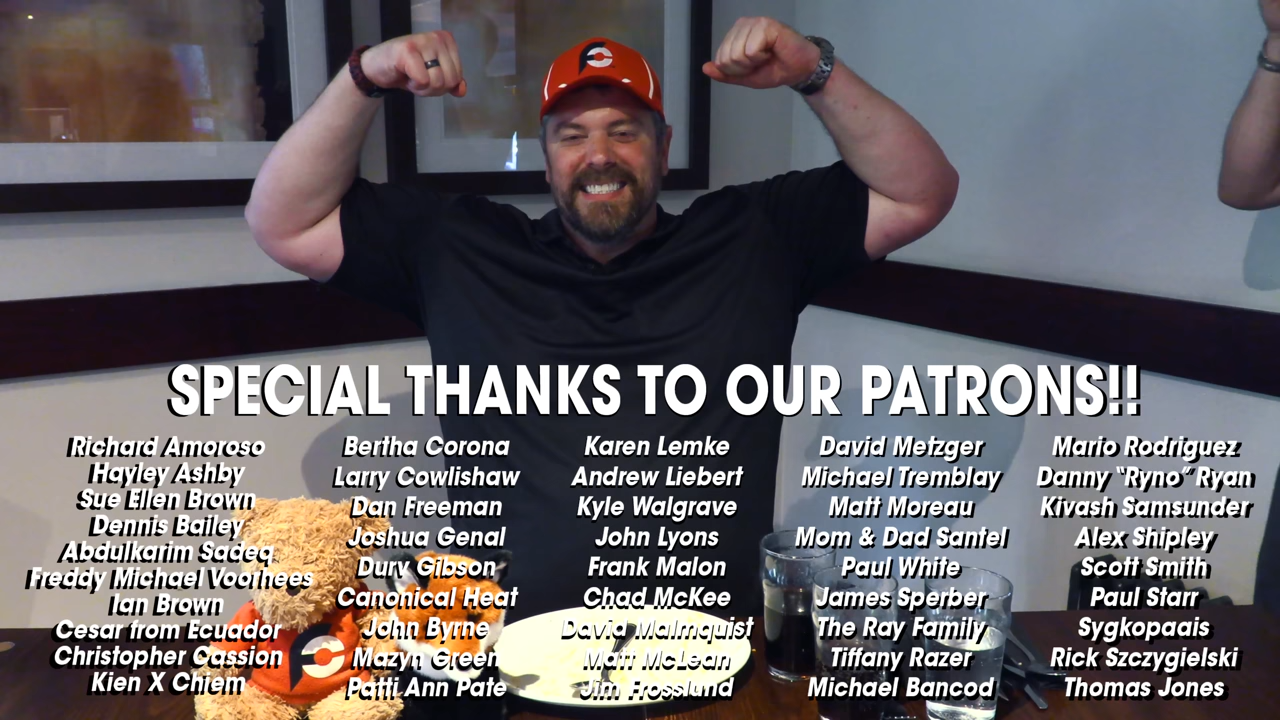 FC
SPECIAL THANKS TO OUR PATRONS!!
Richard Amoroso
Hayley Ashby
Sue Ellen Brown
Dennis Bailey
Abdulkarim Sadeq
Freddy Michael Voorhees
Ian Brown
Cesar from Ecuador
Christopher Cassion
Kien X Chiem
Bertha Corona
Larry Cowlishaw
Dan Freeman
Joshua Genal
Durv Gibson
Canonical Heat
John Byrne
Mazyn Green
Patti Ann Pate
Karen Lemke
Andrew Liebert
Kyle Walgrave
John Lyons
Frank Malon
Chad McKee
David Malmquist
Matt McLean
Jim Frosslund
David Metzger
Michael Tremblay
Matt Moreau
Mom & Dad Santel
Paul White
James Sperber
The Ray Family
Tiffany Razer
Michael Bancod
Mario Rodriguez
Danny “Ryno” Ryan
Kivash Samsunder
Alex Shipley
Scott Smith
Paul Starr
Sygkopaais
Rick Szczygielski
Thomas Jones
FC